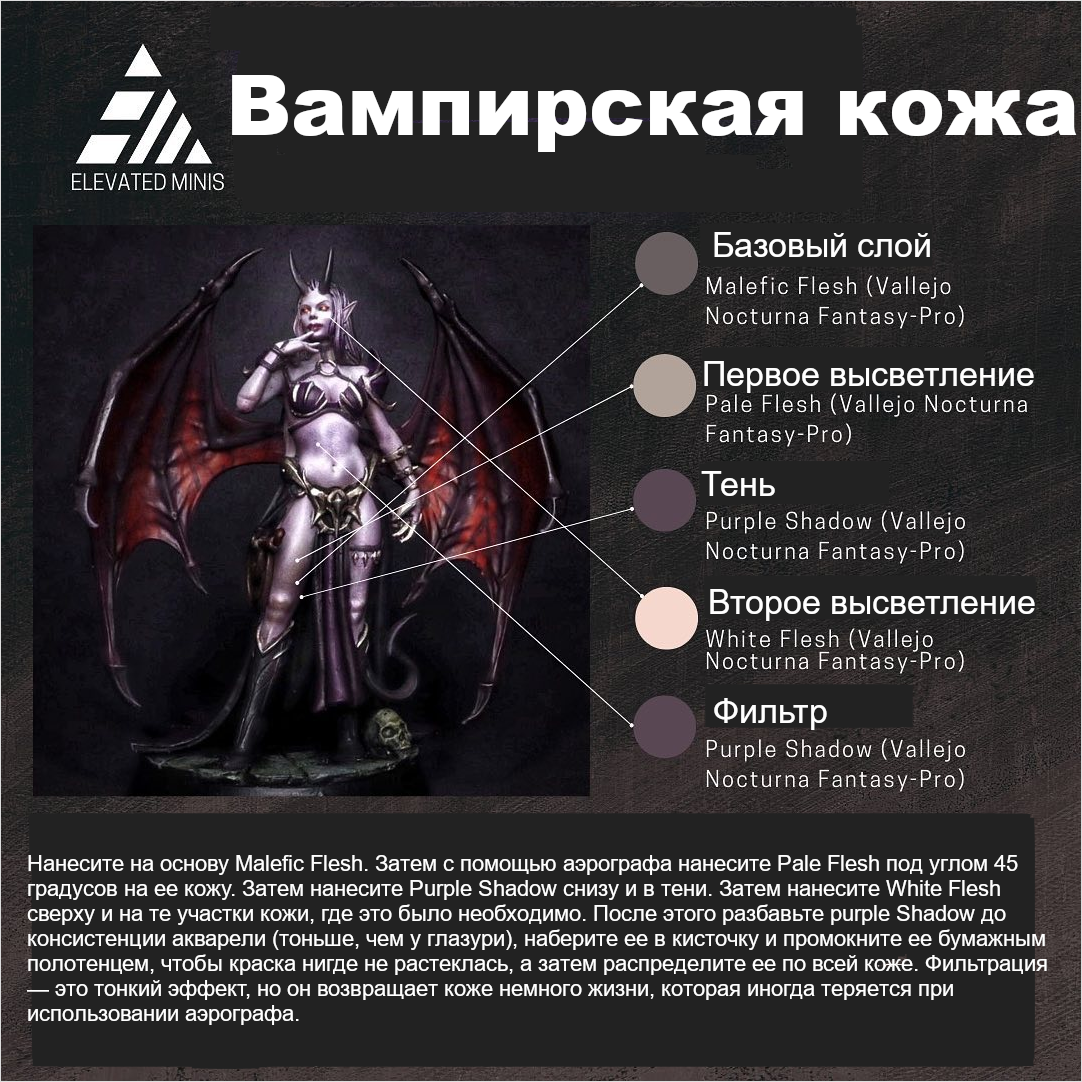 Вампирская кожа
ELEVATED MINIS
Базовый слой
Malefic Flesh (Vallejo
Nocturna Fantasy-Pro)
Первое высветление
Pale Flesh (Vallejo Nocturna
Fantasy-Pro)
Тень
Purple Shadow (Vallejo
Nocturna Fantasy-Pro)
Второе высветление
White Flesh (Vallejo
Nocturna Fantasy-Pro)
Фильтр
Purple Shadow (Vallejo
Nocturna Fantasy-Pro)
Нанесите на основу Malefic Flesh. Затем с помощью аэрографа нанесите Pale Flesh под углом 45
градусов на ее кожу. Затем нанесите Purple Shadow снизу и в тени. Затем нанесите White Flesh
сверху и на те участки кожи, где это было необходимо. После этого разбавьте purple Shadow до
консистенции акварели (тоньше, чем у глазури), наберите ее в кисточку и промокните ее бумажным
полотенцем, чтобы краска нигде не растеклась, а затем распределите ее по всей коже. Фильтрация
— это тонкий эффект, но он возвращает коже немного жизни, которая иногда теряется при
использовании аэрографа.